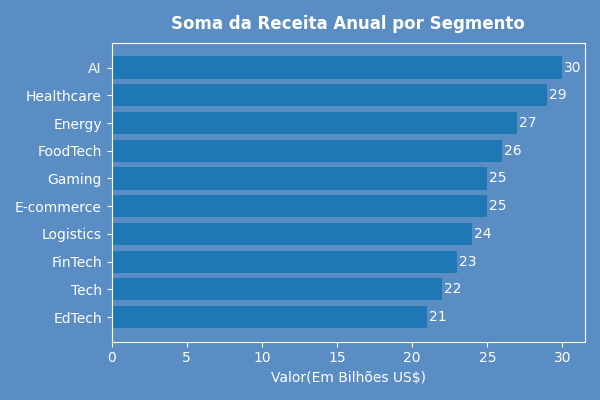 Soma da Receita Anual por Segmento
AI 30
Healthcare 29
Energy 27
FoodTech 26
Gaming 25
E-commerce 25
Logistics 24
FinTech 23
Tech 22
EdTech 21
0 5 10 15 20 25 30
Valor(Em Bilhões US$)